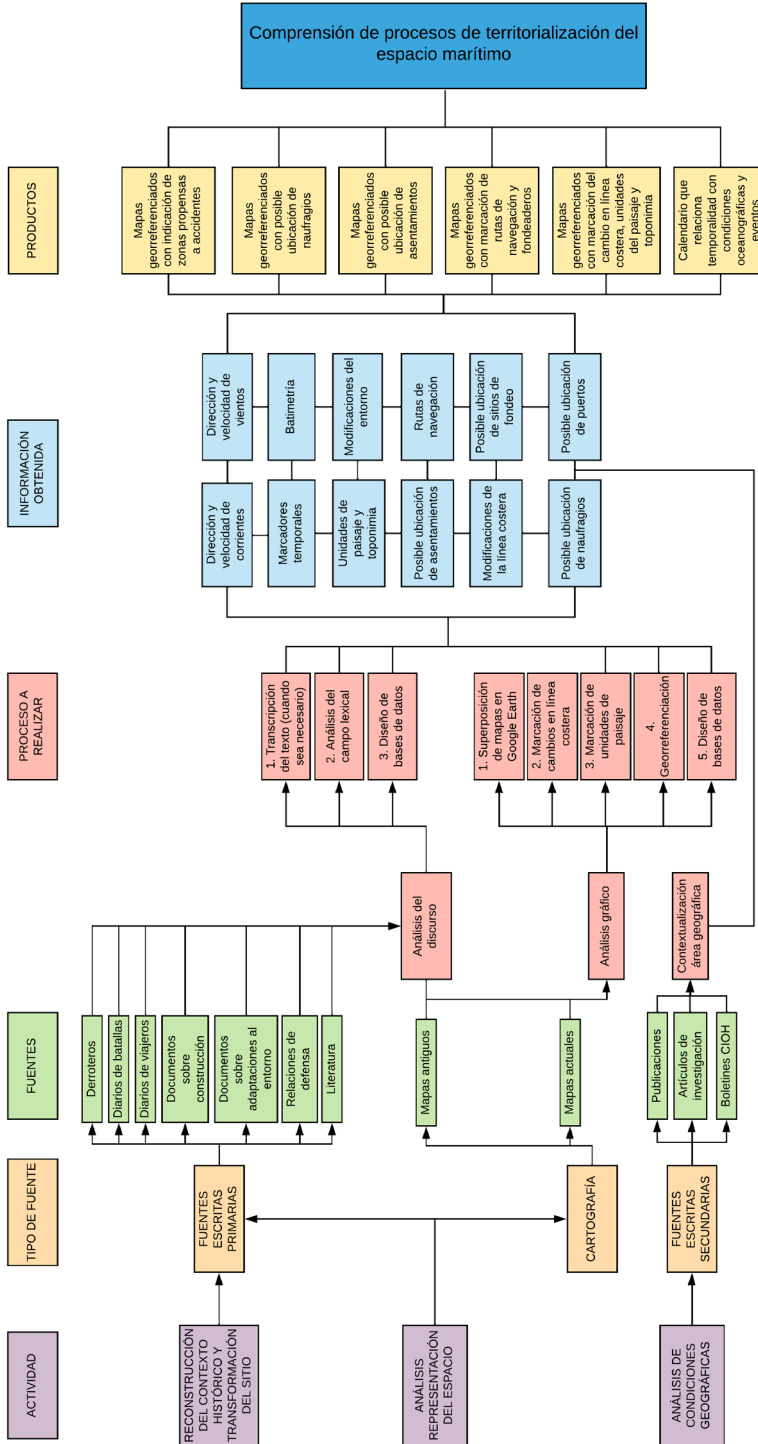 Comprensión de procesos de territorialización del
espacio marítimo
ACTIVIDAD
TIPO DE FUENTE
FUENTES
PROCESO A
REALIZAR
INFORMACIÓN
OBTENIDA
PRODUCTOS
RECONSTRUCCIÓN
DEL CONTEXTO
HISTÓRICO Y
TRANSFORMACIÓN
DEL SITIO
ANÁLISIS
REPRESENTACIÓN
DEL ESPACIO
ANÁLISIS DE
CONDICIONES
GEOGRÁFICAS
FUENTES
ESCRITAS
PRIMARIAS
CARTOGRAFÍA
FUENTES
ESCRITAS
SECUNDARIAS
Derroteros
Diarios de batallas
Diarios de viajeros
Documentos
sobre
construcción
Documentos
sobre
adaptaciones al
entorno
Relaciones de
defensa
Literatura
Mapas antiguos
Mapas actuales
Publicaciones
Artículos de
investigación
Boletines CIOH
Análisis del
discurso
Análisis gráfico
Contextualización
área geográfica
1. Transcripción
del texto (cuando
sea necesario)
2. Análisis del
campo lexical
3. Diseño de
bases de datos
1. Superposición
de mapas en
Google Earth
2. Marcación de
cambios en línea
costera
3. Marcación de
unidades de
paisaje
4.
Georreferenciación
5. Diseño de
bases de datos
Dirección y
velocidad de
corrientes
Marcadores
temporales
Unidades de
paisaje y
toponimia
Posible ubicación
de asentamientos
Modificaciones de
la línea costera
Posible ubicación
de naufragios
Dirección y
velocidad de
vientos
Batimetría
Modificaciones del
entorno
Rutas de
navegación
Posible ubicación
de sitios de
fondeo
Posible ubicación
de puertos
Mapas
georreferenciados
con indicación de
zonas propensas
a accidentes
Mapas
georreferenciados
con posible
ubicación de
naufragios
Mapas
georreferenciados
con posible
ubicación de
asentamientos
Mapas
georreferenciados
con marcación de
rutas de
navegación y
fondeaderos
Mapas
georreferenciados
con marcación del
cambio en línea
costera, unidades
del paisaje y
toponimia
Calendario que
relaciona
temporalidad con
condiciones
oceanográficas y
eventos